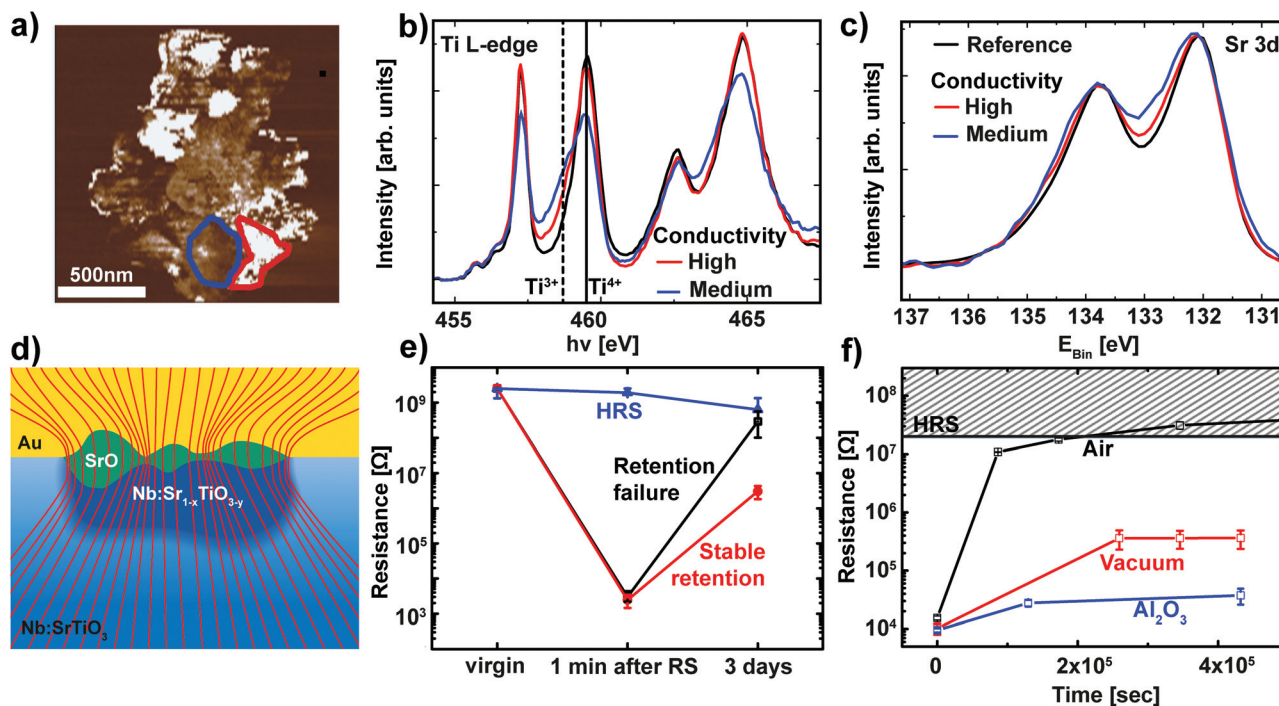 a)
500nm
b)
Ti L-edge
Intensity [arb. units]
Conductivity
High
Medium
Ti3+
Ti4+
455
460
465
hν [eV]
c)
Sr 3d
Reference
Conductivity
High
Medium
Intensity [arb. units]
137
136
135
134
133
132
131
EBin [eV]
d)
Au
SrO
Nb:Sr1-xTiO3-y
Nb:SrTiO3
e)
Resistance [Ω]
10^9
10^7
10^5
10^3
HRS
Retention
failure
Stable
retention
virgin
1 min after RS
3 days
f)
Resistance [Ω]
10^8
10^7
10^6
10^5
10^4
HRS
Air
Vacuum
Al2O3
0
2x10^5
4x10^5
Time [sec]